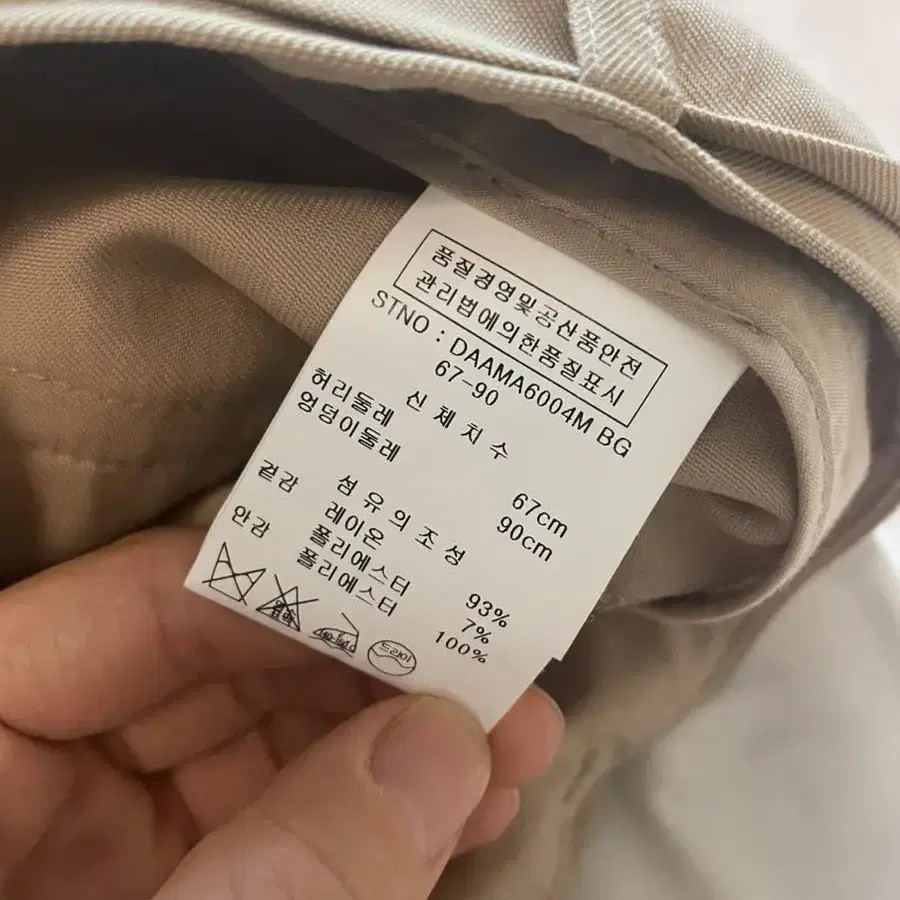 품질경영및공산품안전
관리법에의한품질표시
STNO : DAAMA6004M BG
67-90
신 체 치 수
허리둘레 67cm
엉덩이둘레 90cm
섬 유 의 조 성
겉감 레이온 93%
폴리에스터 7%
안감 폴리에스터 100%
드라이